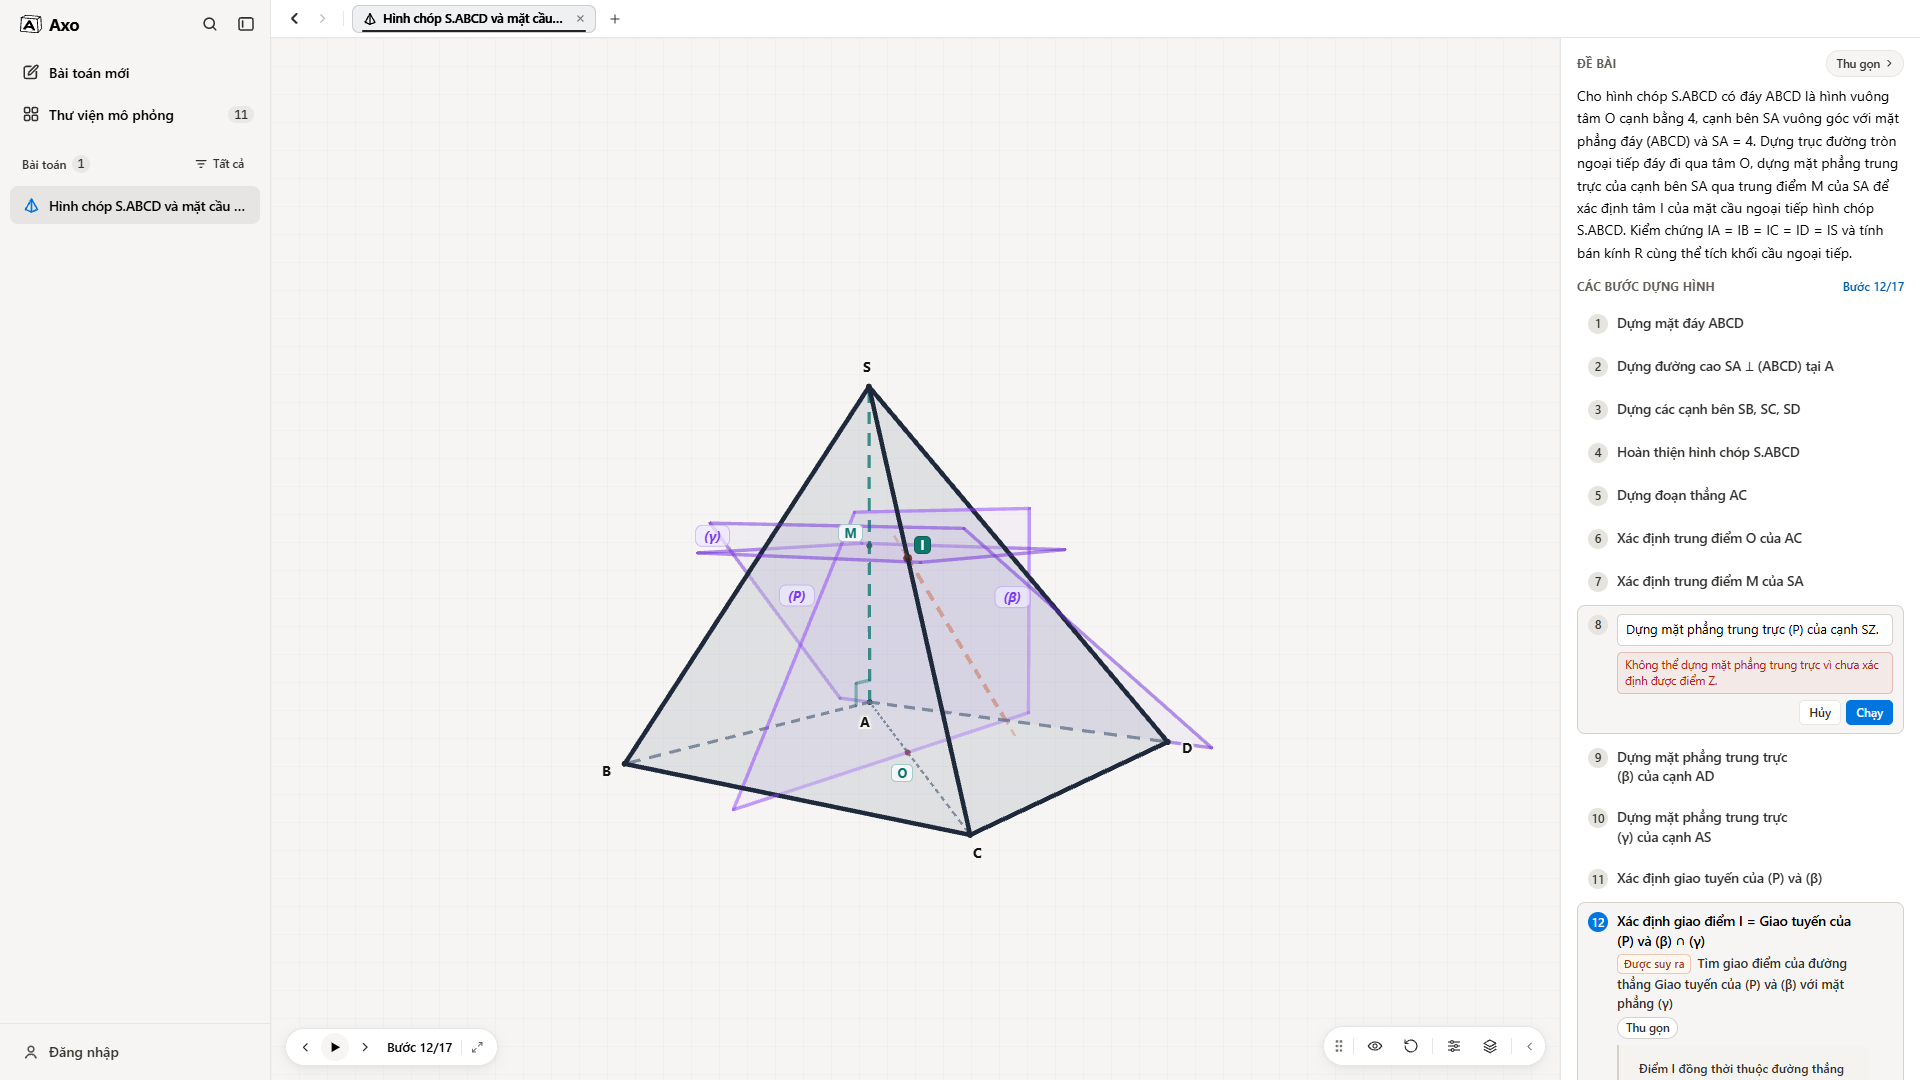 Axo
Bài toán mới
Thư viện mô phỏng 11
Bài toán 1 Tất cả
Hình chóp S.ABCD và mặt cầu ...
Đăng nhập
Hình chóp S.ABCD và mặt cầu...
S
M
I
(γ)
(P)
(β)
A
B
O
D
C
Bước 12/17
ĐỀ BÀI
Thu gọn
Cho hình chóp S.ABCD có đáy ABCD là hình vuông
tâm O cạnh bằng 4, cạnh bên SA vuông góc với mặt
phẳng đáy (ABCD) và SA = 4. Dựng trục đường tròn
ngoại tiếp đáy đi qua tâm O, dựng mặt phẳng trung
trực của cạnh bên SA qua trung điểm M của SA để
xác định tâm I của mặt cầu ngoại tiếp hình chóp
S.ABCD. Kiểm chứng IA = IB = IC = ID = IS và tính
bán kính R cùng thể tích khối cầu ngoại tiếp.
CÁC BƯỚC DỰNG HÌNH
Bước 12/17
1 Dựng mặt đáy ABCD
2 Dựng đường cao SA ⊥ (ABCD) tại A
3 Dựng các cạnh bên SB, SC, SD
4 Hoàn thiện hình chóp S.ABCD
5 Dựng đoạn thẳng AC
6 Xác định trung điểm O của AC
7 Xác định trung điểm M của SA
8 Dựng mặt phẳng trung trực (P) của cạnh SZ.
Không thể dựng mặt phẳng trung trực vì chưa xác
định được điểm Z.
Hủy Chạy
9 Dựng mặt phẳng trung trực
(β) của cạnh AD
10 Dựng mặt phẳng trung trực
(γ) của cạnh AS
11 Xác định giao tuyến của (P) và (β)
12 Xác định giao điểm I = Giao tuyến của
(P) và (β) ∩ (γ)
Được suy ra Tìm giao điểm của đường
thẳng Giao tuyến của (P) và (β) với mặt
phẳng (γ)
Thu gọn
Điểm I đồng thời thuộc đường thẳng